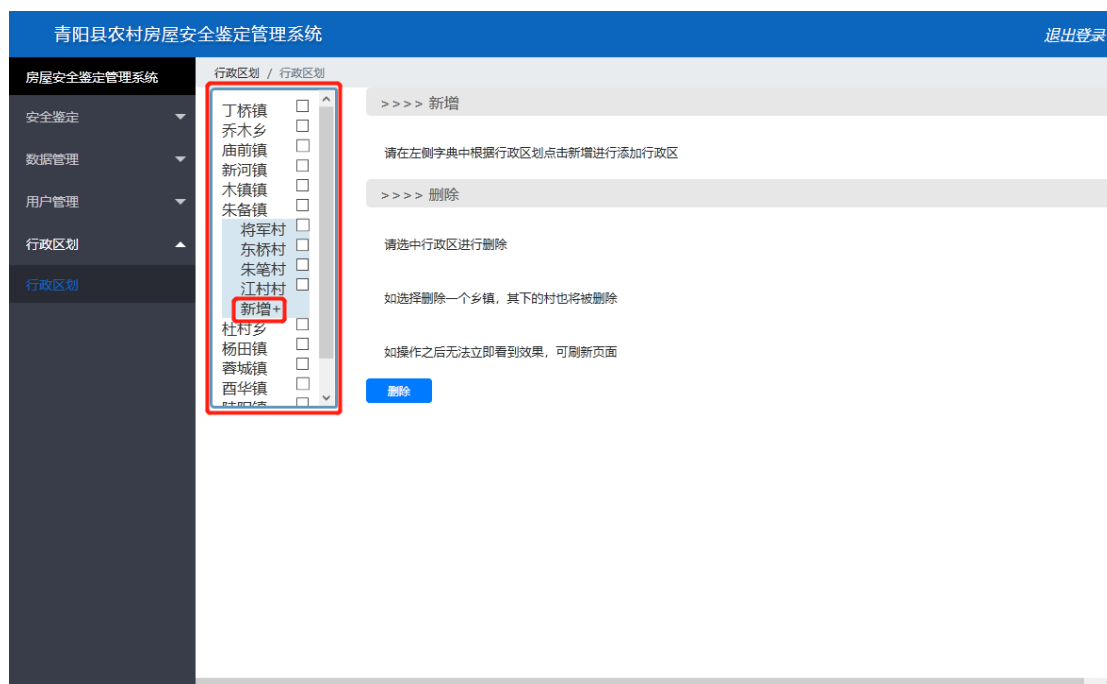 青阳县农村房屋安全鉴定管理系统
退出登录
房屋安全鉴定管理系统
安全鉴定
数据管理
用户管理
行政区划
行政区划
行政区划 / 行政区划
丁桥镇
乔木乡
庙前镇
新河镇
木镇镇
朱备镇
将军村
东桥村
朱笔村
江村村
新增+
杜村乡
杨田镇
蓉城镇
酉华镇
>>>> 新增
请在左侧字典中根据行政区划点击新增进行添加行政区
>>>> 删除
请选中行政区进行删除
如选择删除一个乡镇，其下的村也将被删除
如操作之后无法立即看到效果，可刷新页面
删除